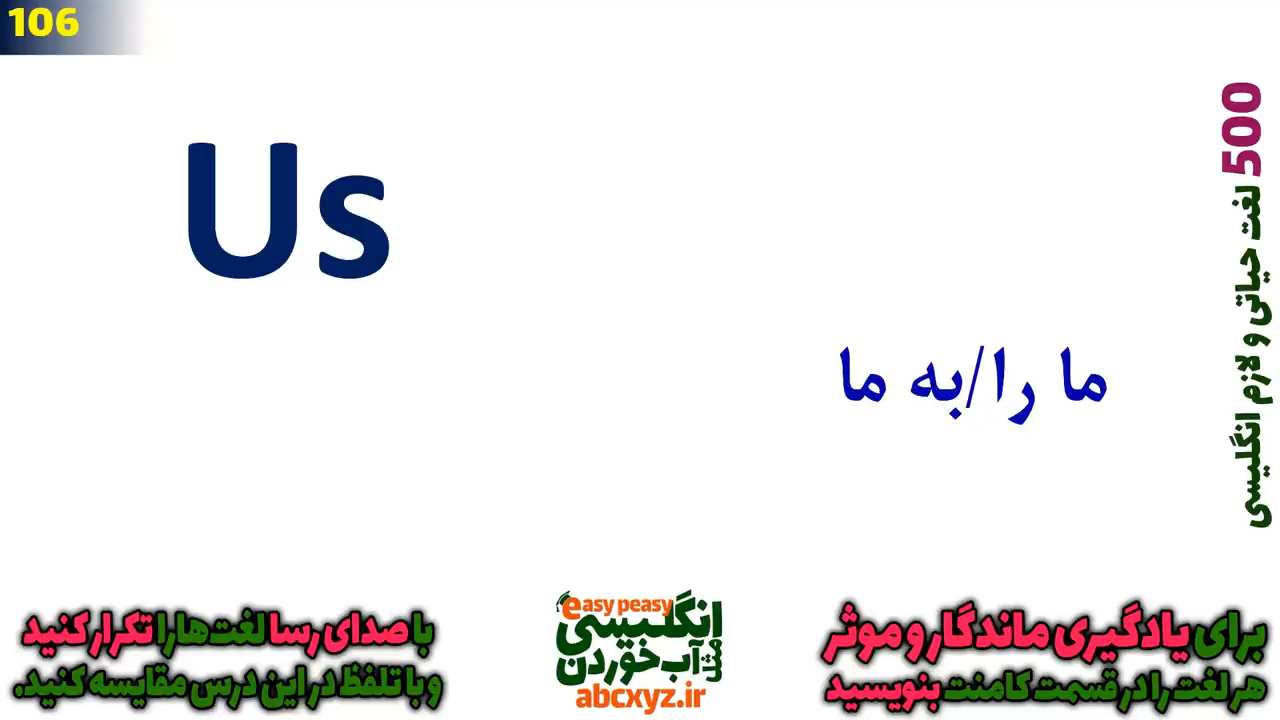 106
Us
ما را/به ما
500 لغت حیاتی و لازم انگلیسی
برای یادگیری ماندگار و موثر
هر لغت را در قسمت کامنت بنویسید
easy peasy
انگلیسی
مثل آب خوردن
abcxyz.ir
با صدای رسا لغت‌ها را تکرار کنید
و با تلفظ در این درس مقایسه کنید.